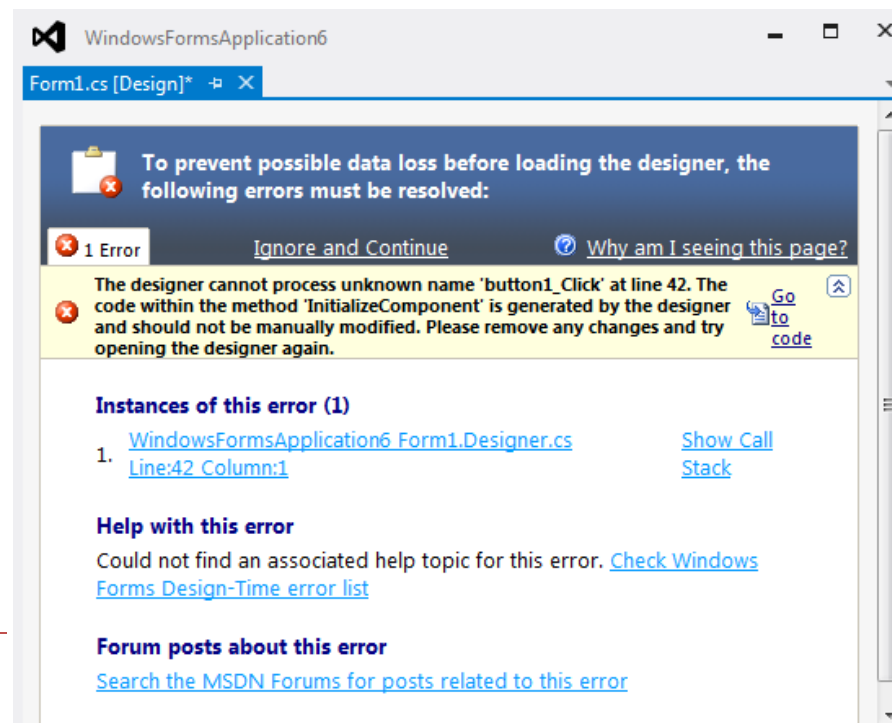 WindowsFormsApplication6
Form1.cs [Design]*
To prevent possible data loss before loading the designer, the
following errors must be resolved:
1 Error Ignore and Continue Why am I seeing this page?
The designer cannot process unknown name 'button1_Click' at line 42. The
code within the method 'InitializeComponent' is generated by the designer
and should not be manually modified. Please remove any changes and try
opening the designer again.
Go
to
code
Instances of this error (1)
1. WindowsFormsApplication6 Form1.Designer.cs
Line:42 Column:1
Show Call
Stack
Help with this error
Could not find an associated help topic for this error. Check Windows
Forms Design-Time error list
Forum posts about this error
Search the MSDN Forums for posts related to this error